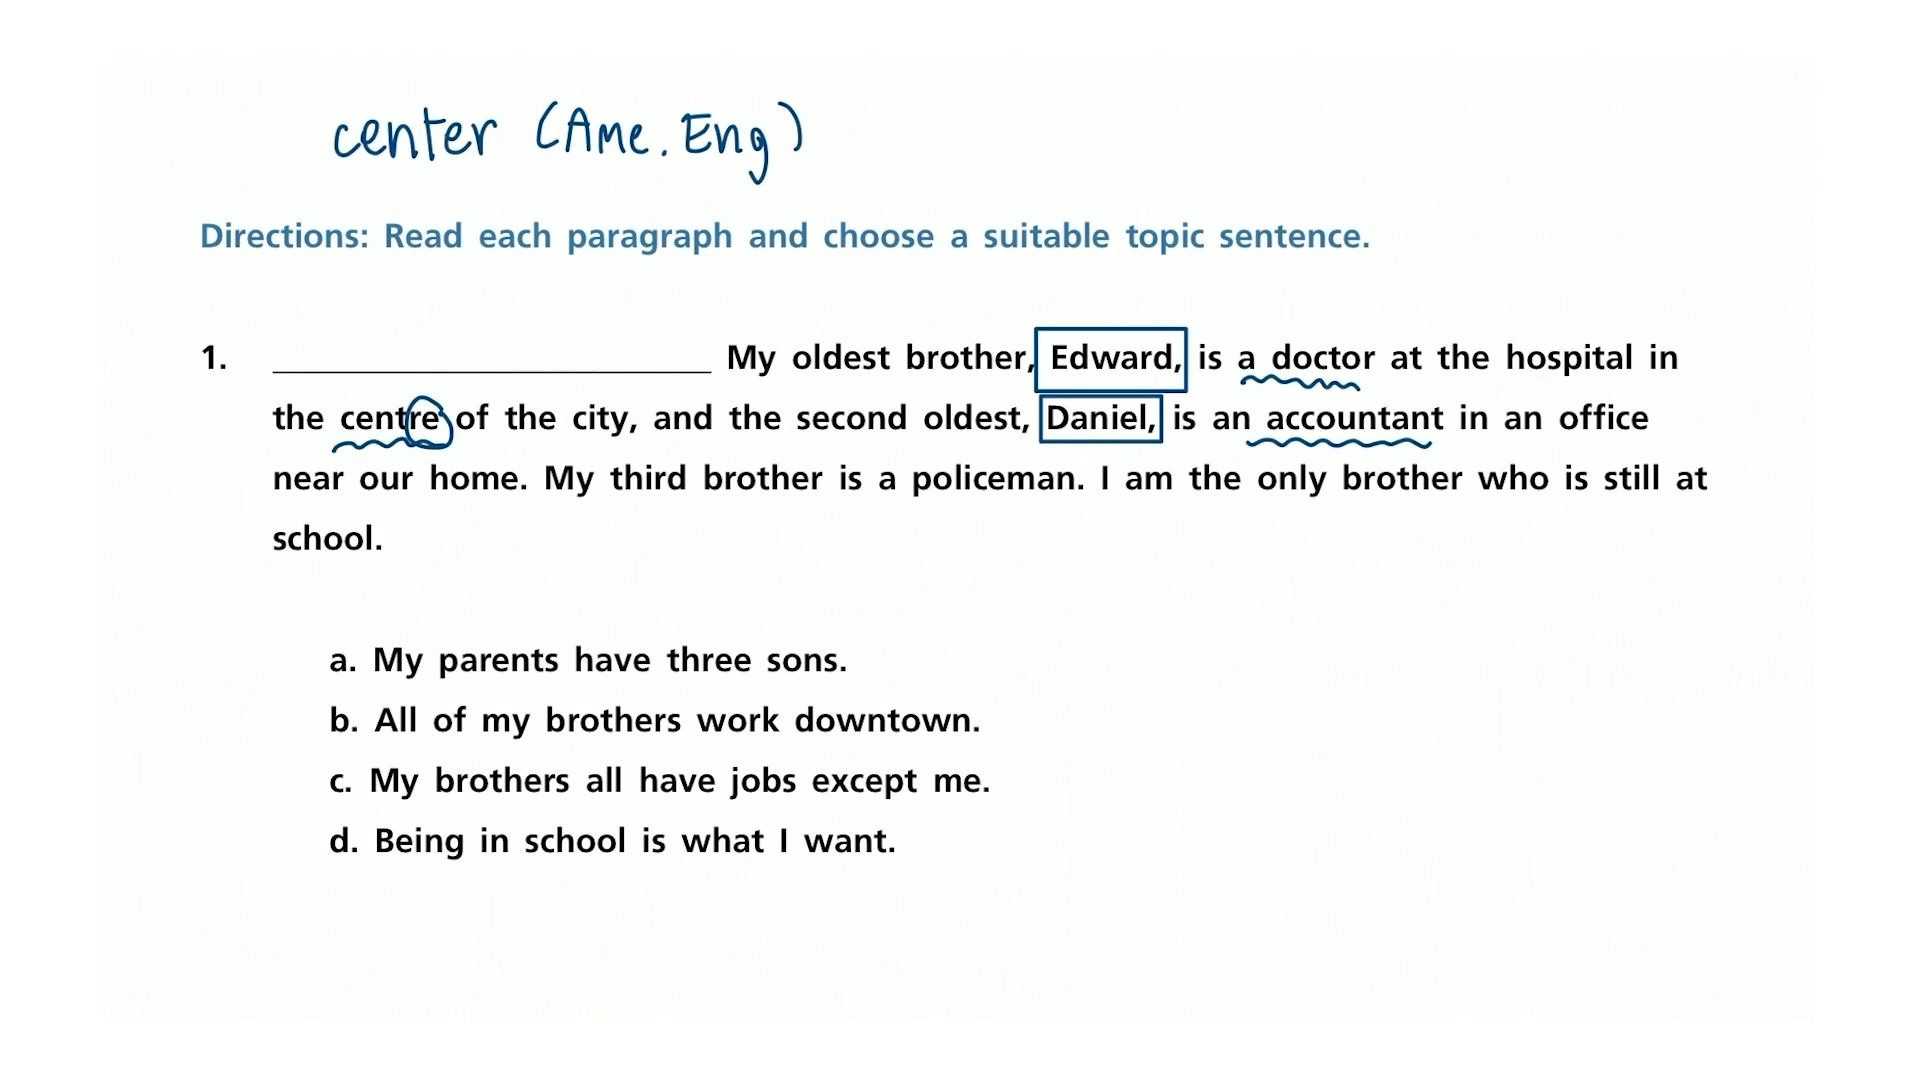 center (Ame. Eng)
Directions: Read each paragraph and choose a suitable topic sentence.
1. ______________________ My oldest brother, Edward, is a doctor at the hospital in
the centre of the city, and the second oldest, Daniel, is an accountant in an office
near our home. My third brother is a policeman. I am the only brother who is still at
school.
a. My parents have three sons.
b. All of my brothers work downtown.
c. My brothers all have jobs except me.
d. Being in school is what I want.